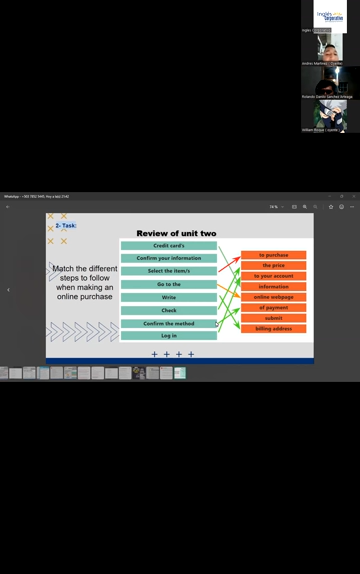 Inglés
Corporativo
2- Task:
Match the different
steps to follow
when making an
online purchase
Review of unit two
Credit card's
Confirm your information
Select the item/s
Go to the
Write
Check
Confirm the method
Log in
to purchase
the price
to your account
information
online webpage
of payment
submit
billing address